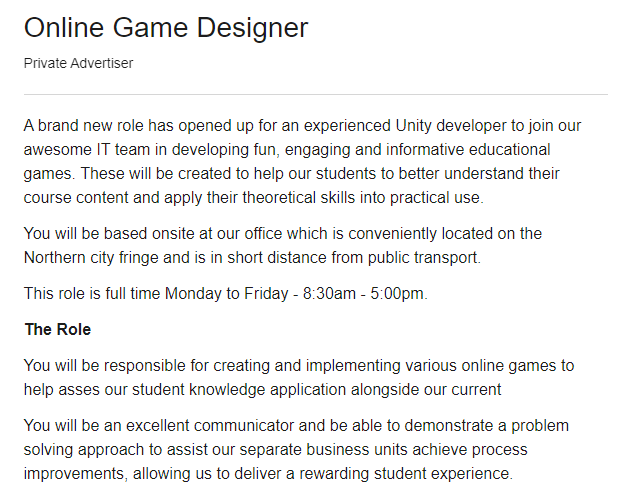 Online Game Designer
Private Advertiser
A brand new role has opened up for an experienced Unity developer to join our
awesome IT team in developing fun, engaging and informative educational
games. These will be created to help our students to better understand their
course content and apply their theoretical skills into practical use.
You will be based onsite at our office which is conveniently located on the
Northern city fringe and is in short distance from public transport.
This role is full time Monday to Friday - 8:30am - 5:00pm.
The Role
You will be responsible for creating and implementing various online games to
help asses our student knowledge application alongside our current
You will be an excellent communicator and be able to demonstrate a problem
solving approach to assist our separate business units achieve process
improvements, allowing us to deliver a rewarding student experience.